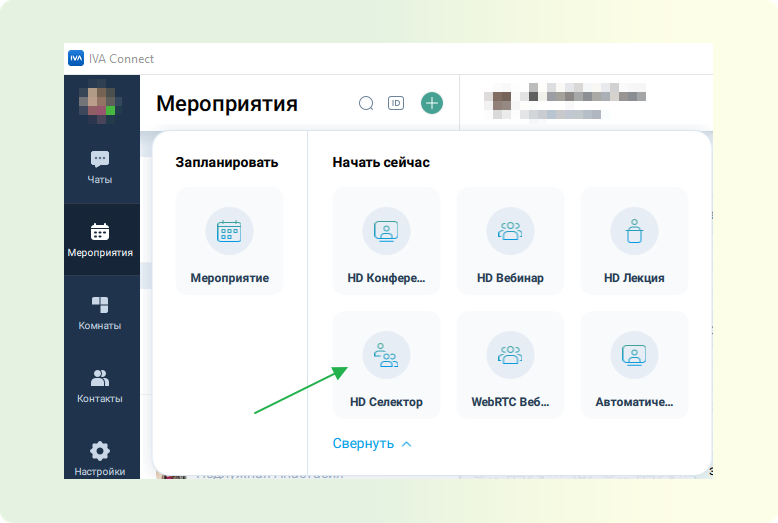 IVA IVA Connect
Мероприятия
ID
Чаты
Мероприятия
Комнаты
Контакты
Настройки
Запланировать
Мероприятие
Начать сейчас
HD Конфере...
HD Вебинар
HD Лекция
HD Селектор
WebRTC Веб...
Автоматиче...
Свернуть